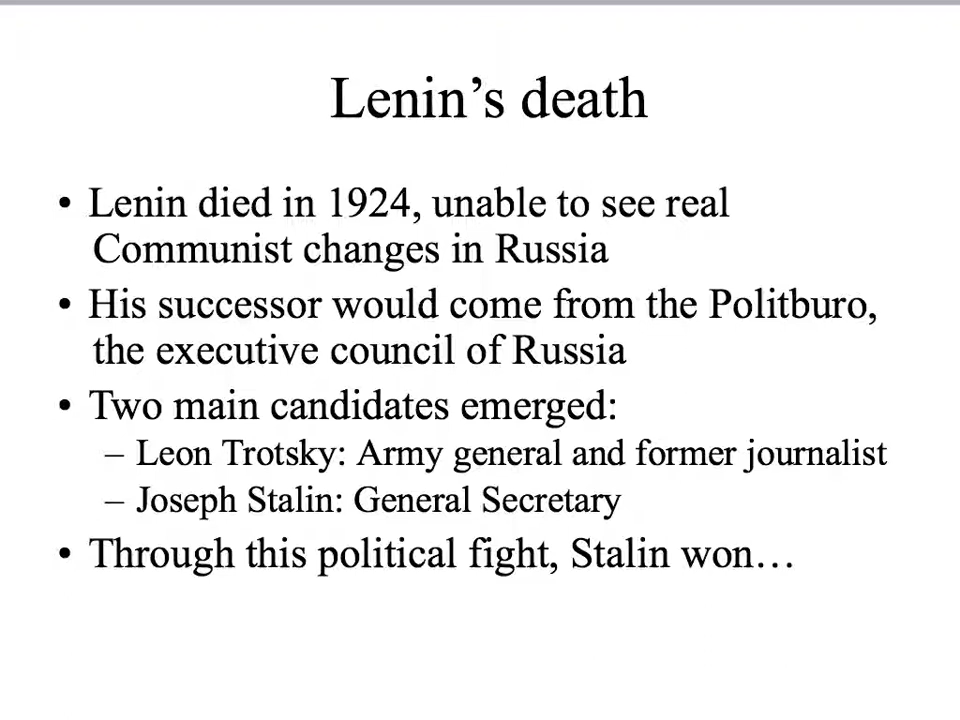 Lenin’s death
• Lenin died in 1924, unable to see real
Communist changes in Russia
• His successor would come from the Politburo,
the executive council of Russia
• Two main candidates emerged:
– Leon Trotsky: Army general and former journalist
– Joseph Stalin: General Secretary
• Through this political fight, Stalin won…